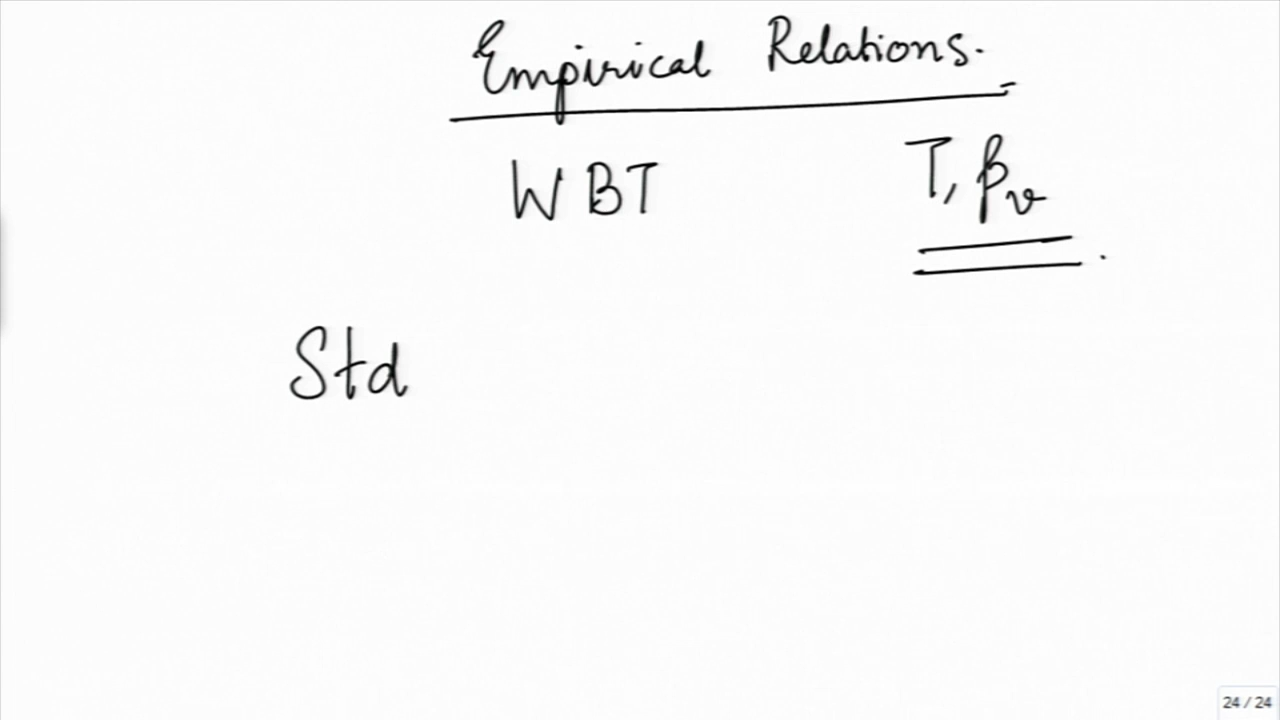 Empirical Relations.
WBT T, pv
Std
24 / 24